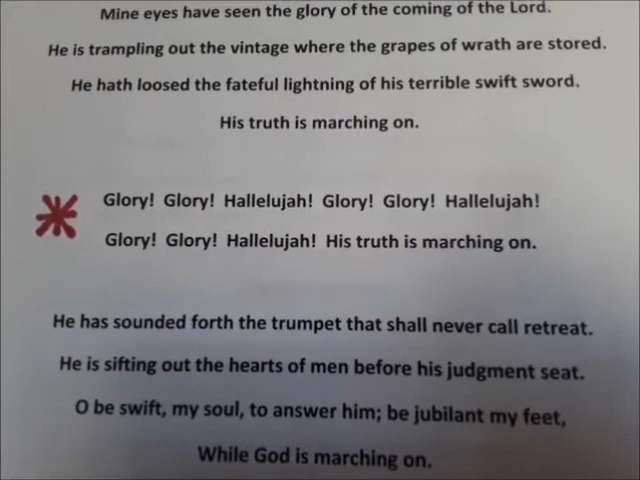 Mine eyes have seen the glory of the coming of the Lord.
He is trampling out the vintage where the grapes of wrath are stored.
He hath loosed the fateful lightning of his terrible swift sword.
His truth is marching on.
Glory! Glory! Hallelujah! Glory! Glory! Hallelujah!
Glory! Glory! Hallelujah! His truth is marching on.
He has sounded forth the trumpet that shall never call retreat.
He is sifting out the hearts of men before his judgment seat.
O be swift, my soul, to answer him; be jubilant my feet,
While God is marching on.